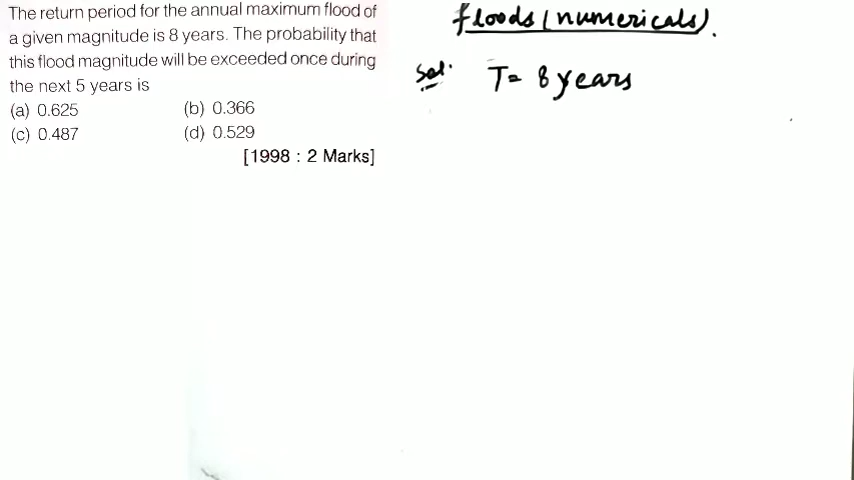 The return period for the annual maximum flood of
a given magnitude is 8 years. The probability that
this flood magnitude will be exceeded once during
the next 5 years is
(a) 0.625 (b) 0.366
(c) 0.487 (d) 0.529
[1998 : 2 Marks]
floods (numericals).
Sol. T= 8 years